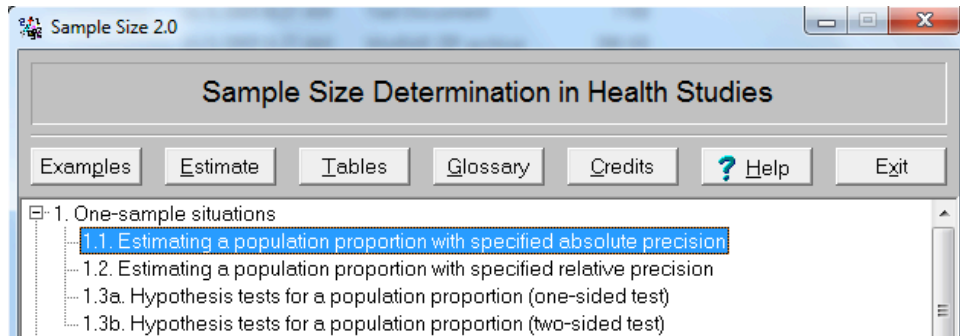 Sample Size 2.0
Sample Size Determination in Health Studies
Examples Estimate Tables Glossary Credits ? Help Exit
1. One-sample situations
1.1. Estimating a population proportion with specified absolute precision
1.2. Estimating a population proportion with specified relative precision
1.3a. Hypothesis tests for a population proportion (one-sided test)
1.3b. Hypothesis tests for a population proportion (two-sided test)